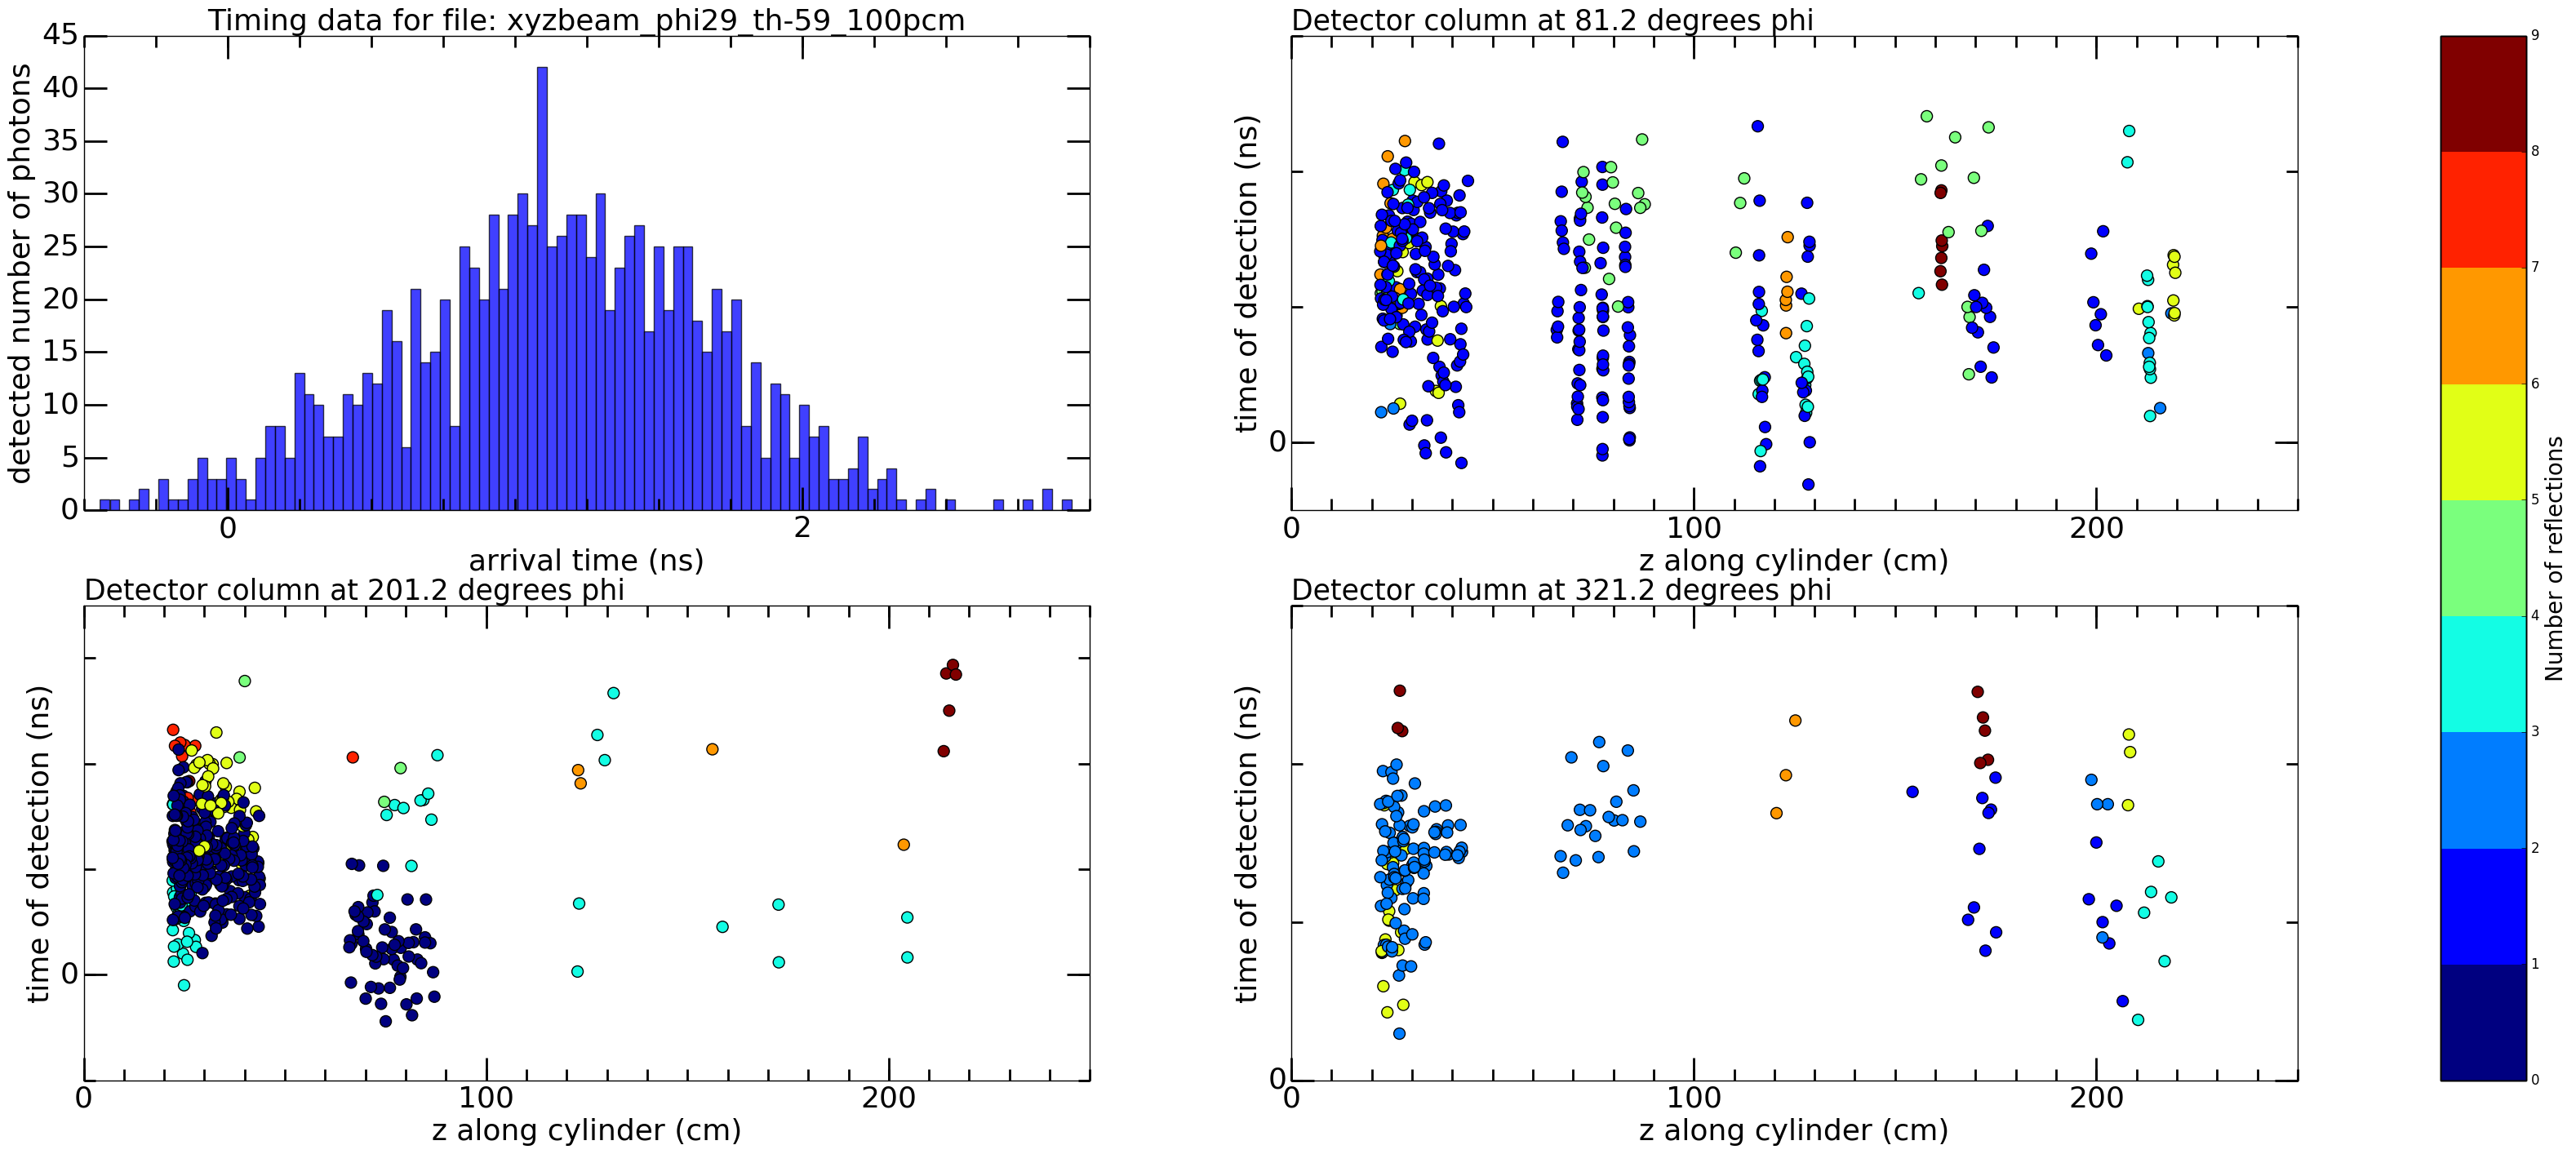 Timing data for file: xyzbeam_phi29_th-59_100pcm
45
40
35
30
25
20
15
10
5
0
detected number of photons
0 2
arrival time (ns)
Detector column at 81.2 degrees phi
time of detection (ns)
0
0 100 200
z along cylinder (cm)
Detector column at 201.2 degrees phi
time of detection (ns)
0
0 100 200
z along cylinder (cm)
Detector column at 321.2 degrees phi
time of detection (ns)
0
0 100 200
z along cylinder (cm)
9
8
7
6
5
4
3
2
1
0
Number of reflections